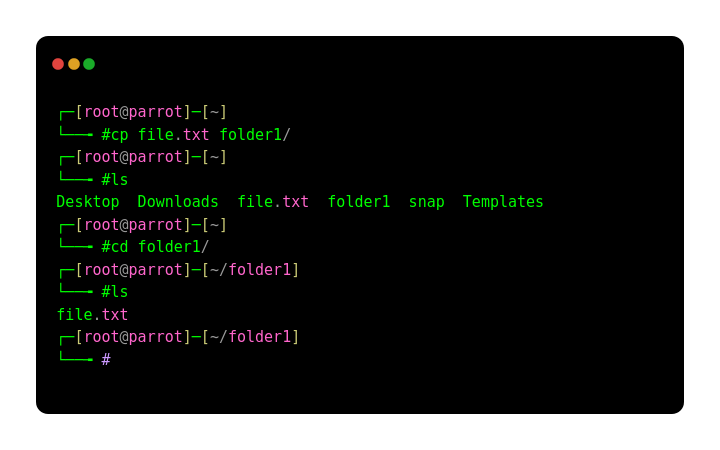 ┌─[root@parrot]─[~]
└──╼ #cp file.txt folder1/
┌─[root@parrot]─[~]
└──╼ #ls
Desktop  Downloads  file.txt  folder1  snap  Templates
┌─[root@parrot]─[~]
└──╼ #cd folder1/
┌─[root@parrot]─[~/folder1]
└──╼ #ls
file.txt
┌─[root@parrot]─[~/folder1]
└──╼ #